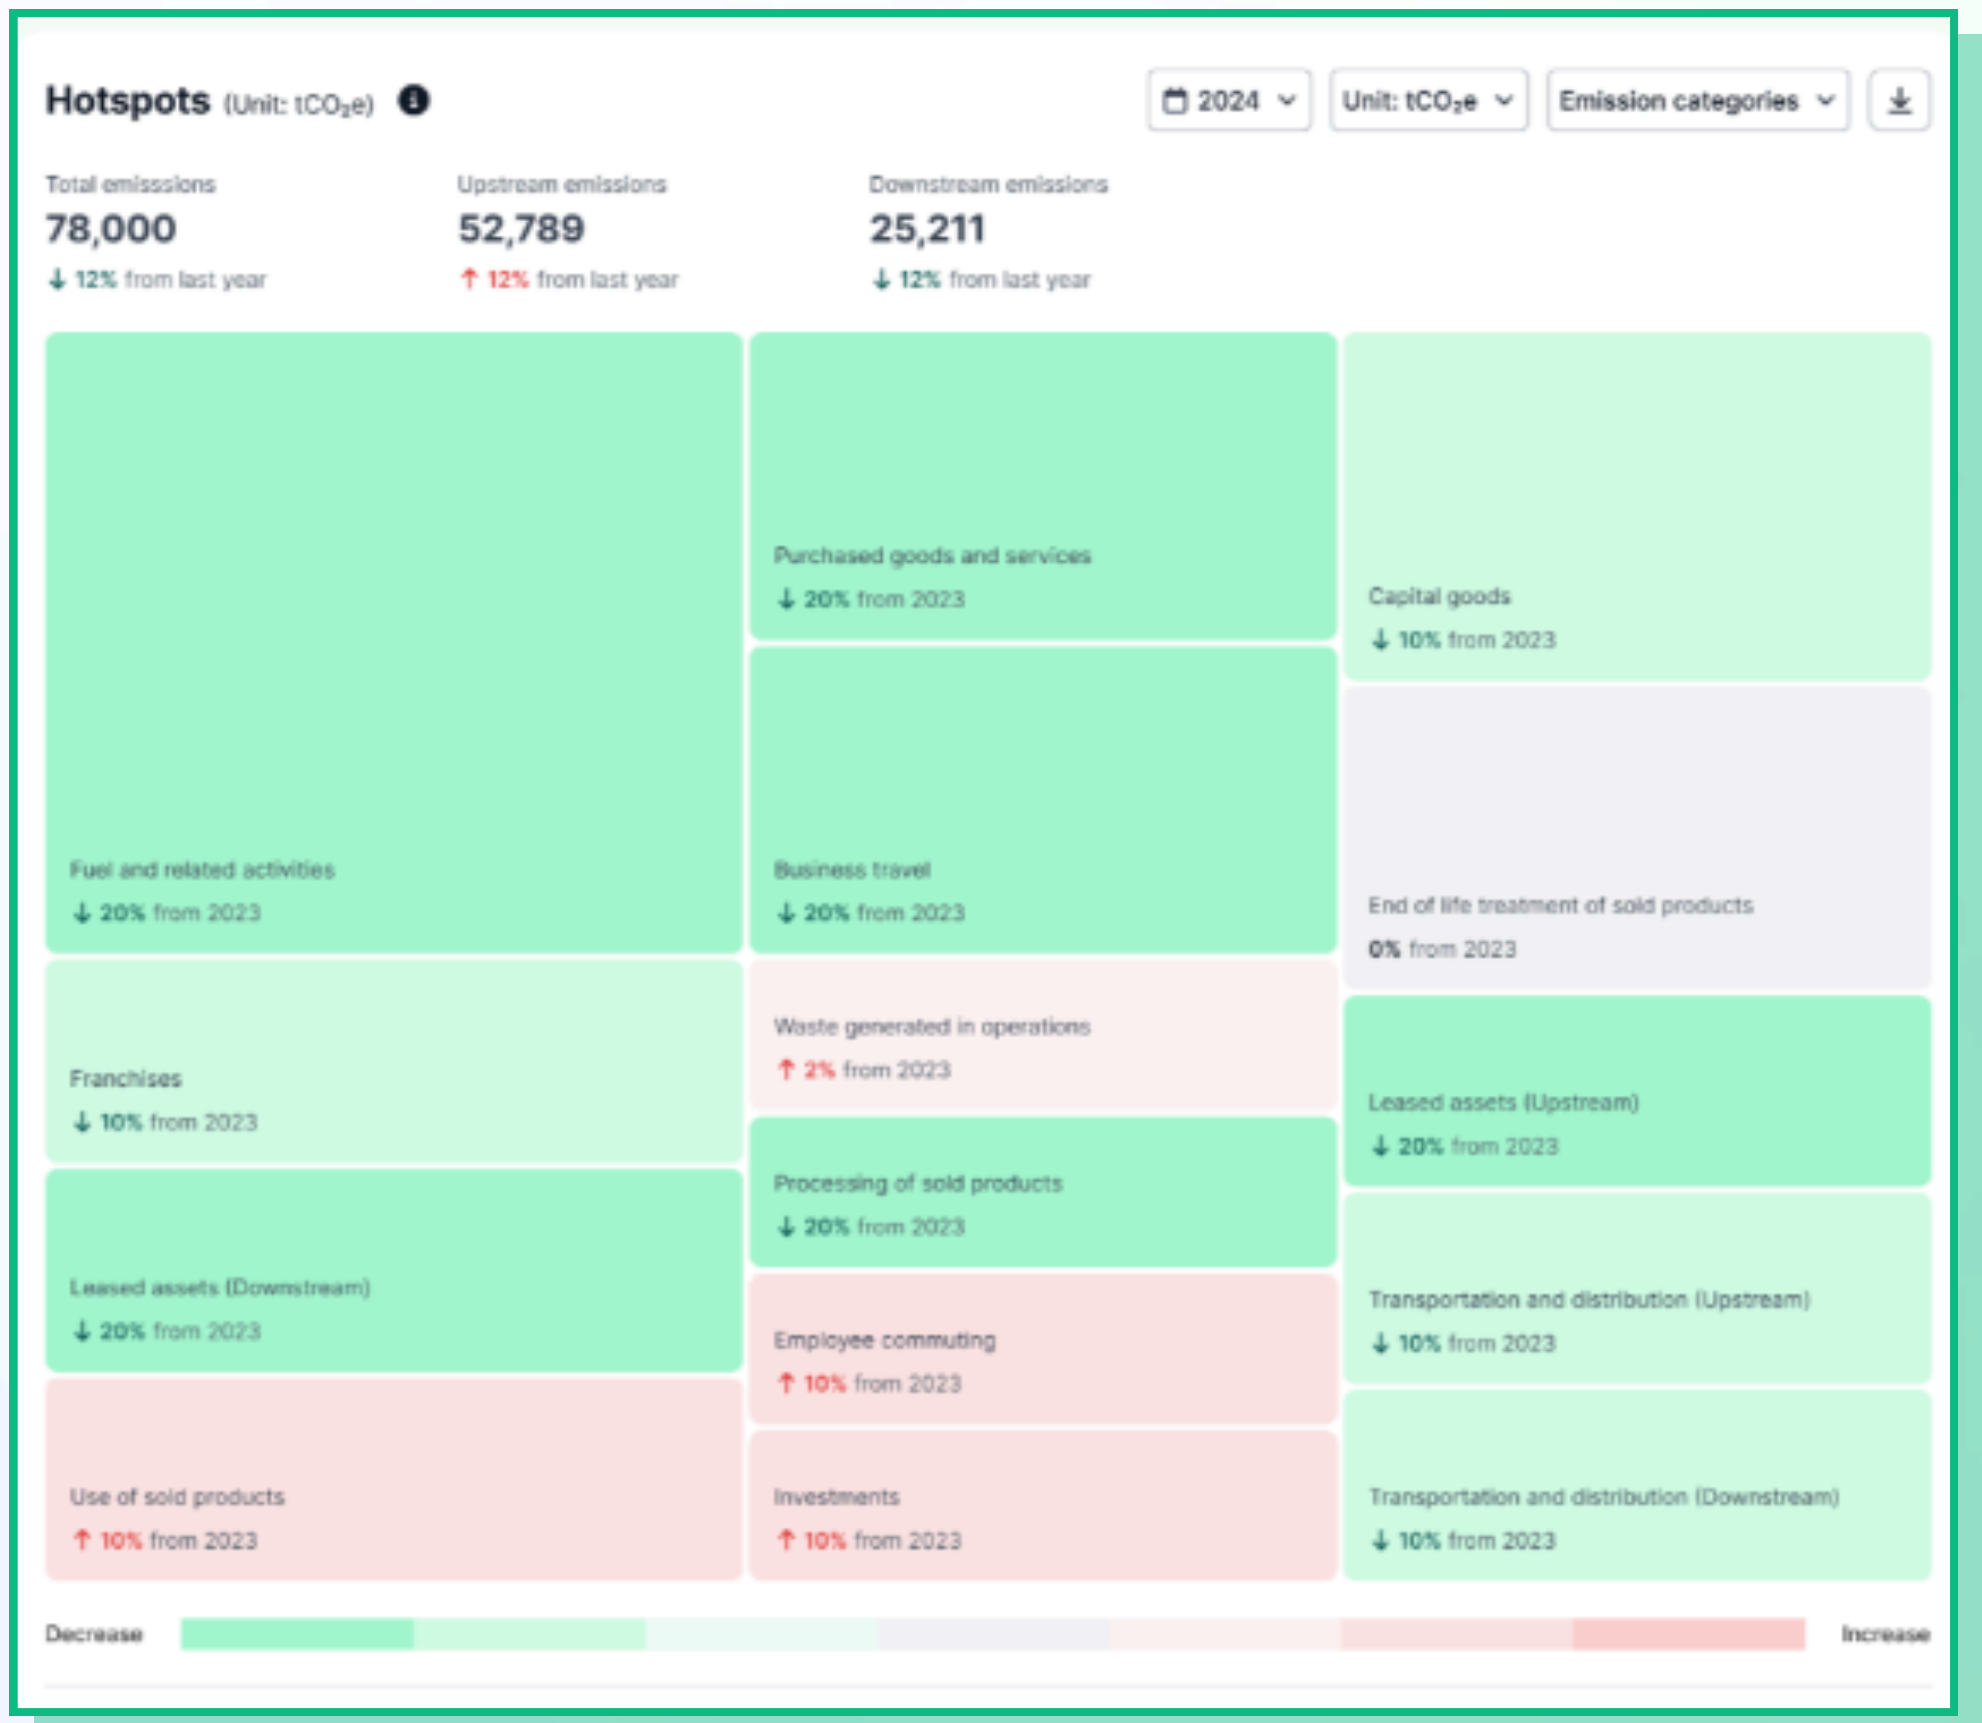 Hotspots (Unit: tCO₂e)
2024
Unit: tCO₂e
Emission categories
Total emisssions
78,000
↓ 12% from last year
Upstream emissions
52,789
↑ 12% from last year
Downstream emissions
25,211
↓ 12% from last year
Fuel and related activities
↓ 20% from 2023
Franchises
↓ 10% from 2023
Leased assets (Downstream)
↓ 20% from 2023
Use of sold products
↑ 10% from 2023
Purchased goods and services
↓ 20% from 2023
Business travel
↓ 20% from 2023
Waste generated in operations
↑ 2% from 2023
Processing of sold products
↓ 20% from 2023
Employee commuting
↑ 10% from 2023
Investments
↑ 10% from 2023
Capital goods
↓ 10% from 2023
End of life treatment of sold products
0% from 2023
Leased assets (Upstream)
↓ 20% from 2023
Transportation and distribution (Upstream)
↓ 10% from 2023
Transportation and distribution (Downstream)
↓ 10% from 2023
Decrease
Increase